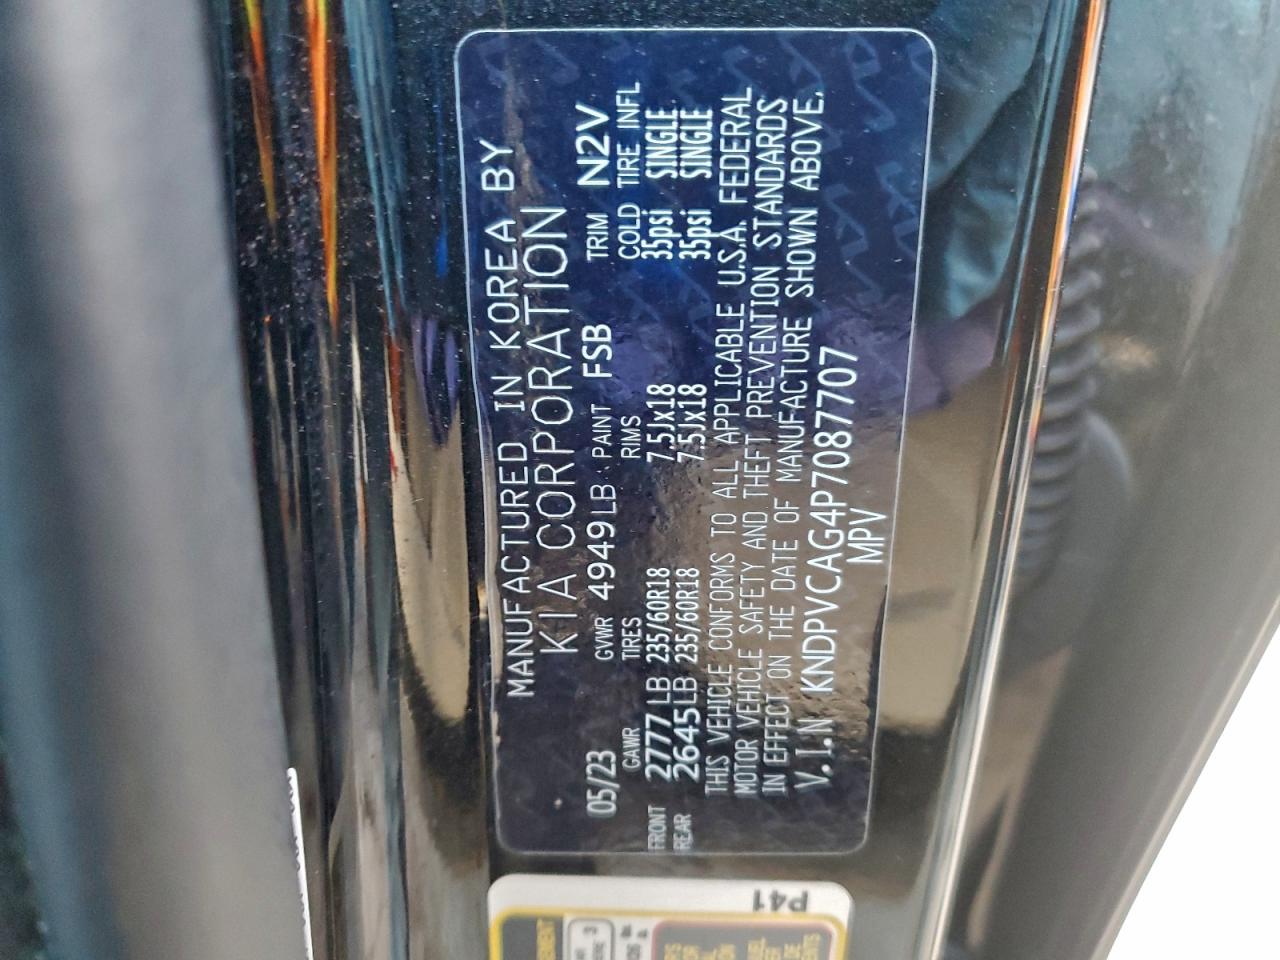 MANUFACTURED IN KOREA BY
KIA CORPORATION
05/23 GVWR 4949LB PAINT FSB TRIM N2V
GAWR TIRES RIMS COLD TIRE INFL
FRONT 2777 LB 235/60R18 7.5Jx18 35psi SINGLE
REAR 2645LB 235/60R18 7.5Jx18 35psi SINGLE
THIS VEHICLE CONFORMS TO ALL APPLICABLE U.S.A. FEDERAL
MOTOR VEHICLE SAFETY AND THEFT PREVENTION STANDARDS
IN EFFECT ON THE DATE OF MANUFACTURE SHOWN ABOVE.
V.I.N KNDPVCAG4P7087707
MPV
P41